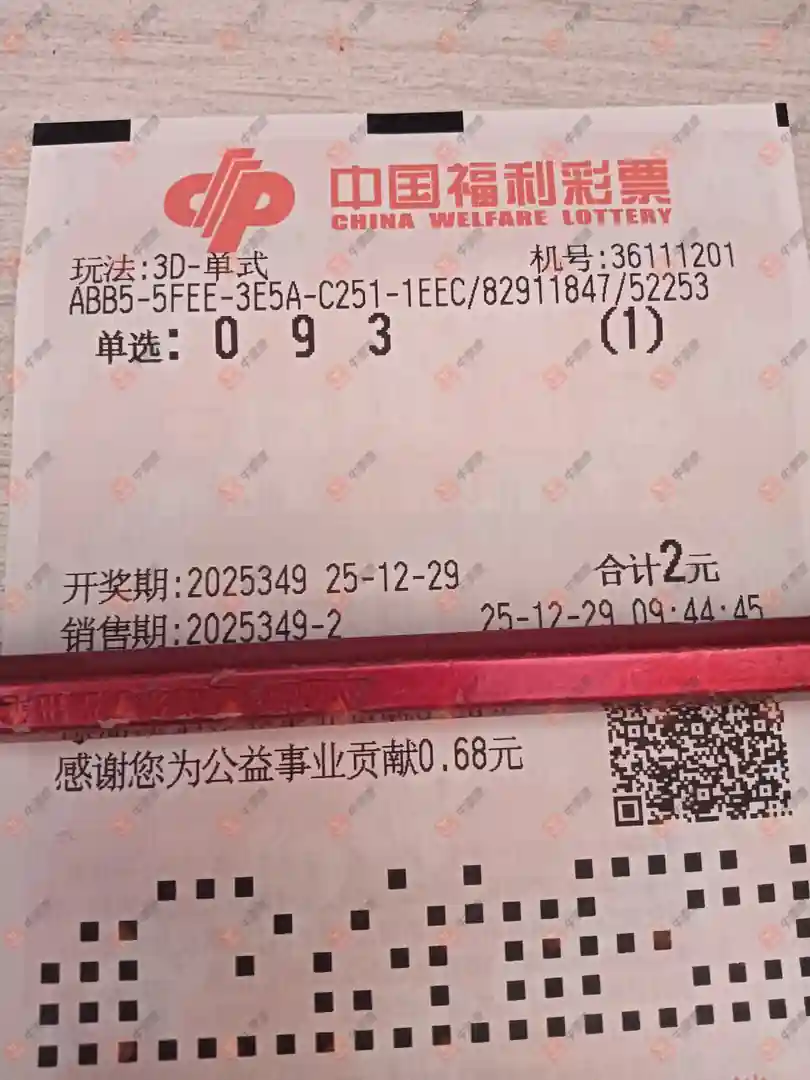 中国福利彩票
CHINA WELFARE LOTTERY
玩法:3D-单式 机号:36111201
ABB5-5FEE-3E5A-C251-1EEC/82911847/52253
单选: 0 9 3 (1)
开奖期:2025349 25-12-29 合计2元
销售期:2025349-2 25-12-29 09:44:45
感谢您为公益事业贡献0.68元